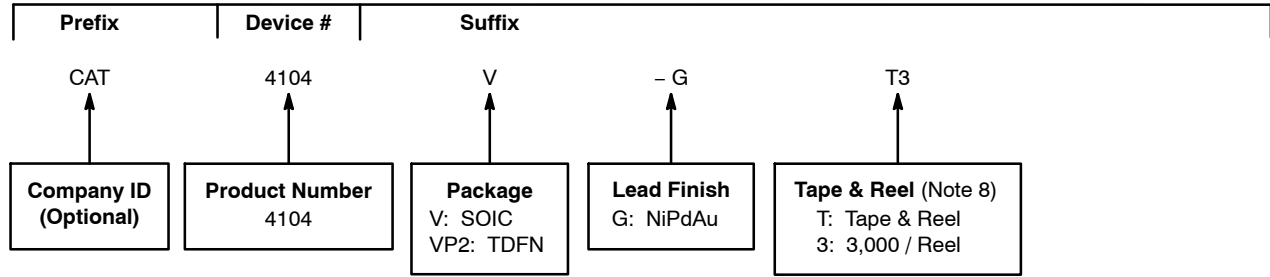 Prefix Device # Suffix
CAT 4104 V – G T3
Company ID
(Optional)
Product Number
4104
Package
V: SOIC
VP2: TDFN
Lead Finish
G: NiPdAu
Tape & Reel (Note 8)
T: Tape & Reel
3: 3,000 / Reel